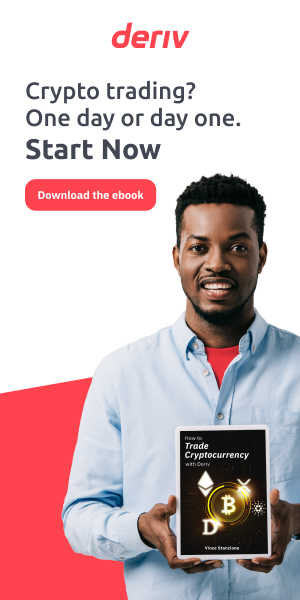 deriv
Crypto trading?
One day or day one.
Start Now
Download the ebook
How to
Trade
Cryptocurrency
with Deriv
Vince Stanzione